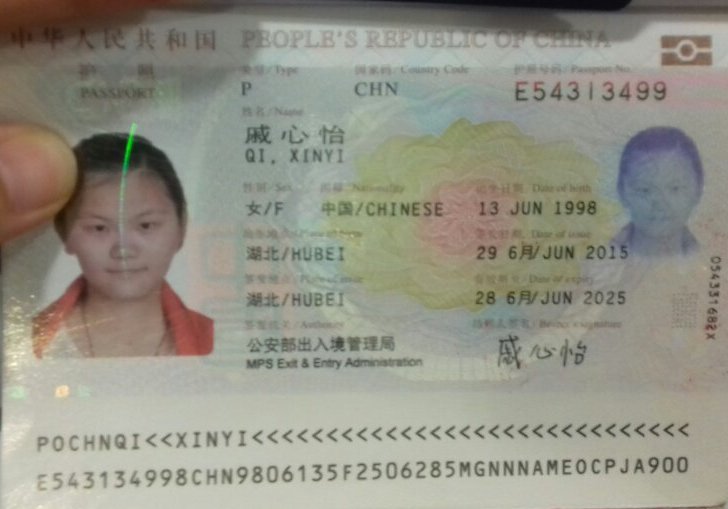 中华人民共和国 PEOPLE'S REPUBLIC OF CHINA
护照 类型/Type 国家码/Country Code 护照号码/Passport No.
PASSPORT P CHN E54313499
姓名/Name
戚心怡
QI, XINYI
性别/Sex 国籍/Nationality 出生日期/Date of birth
女/F 中国/CHINESE 13 JUN 1998
出生地点/Place of birth 签发日期/Date of issue
湖北/HUBEI 29 6月/JUN 2015
签发地点/Place of issue 有效期至/Date of expiry
湖北/HUBEI 28 6月/JUN 2025
签发机关/Authority 持照人签名/Bearer's signature
公安部出入境管理局 戚心怡
MPS Exit & Entry Administration
054331682X
POCHNQI<<XINYI<<<<<<<<<<<<<<<<<<<<<<<<<<<<<<
E543134998CHN9806135F2506285MGNNNAMEOCPJA900